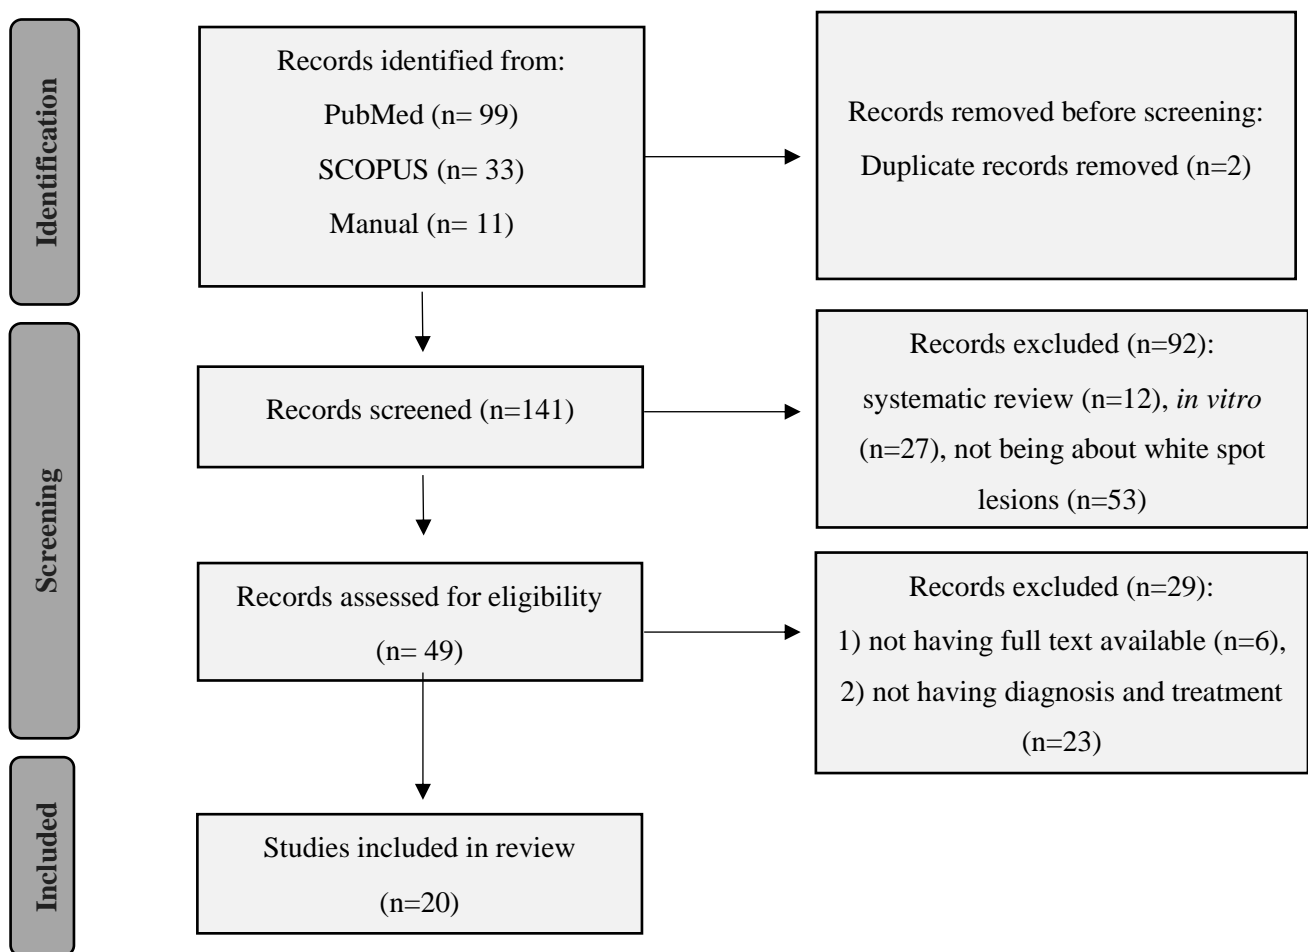 Identification
Records identified from:
PubMed (n= 99)
SCOPUS (n= 33)
Manual (n= 11)
Records removed before screening:
Duplicate records removed (n=2)
Screening
Records screened (n=141)
Records excluded (n=92):
systematic review (n=12), in vitro
(n=27), not being about white spot
lesions (n=53)
Records assessed for eligibility
(n= 49)
Records excluded (n=29):
1) not having full text available (n=6),
2) not having diagnosis and treatment
(n=23)
Included
Studies included in review
(n=20)